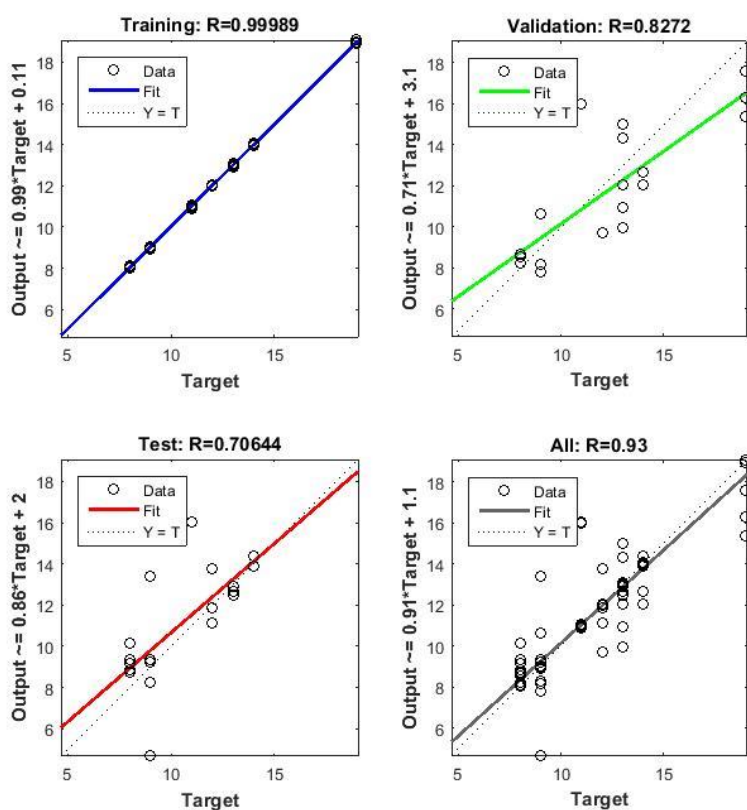 Training: R=0.99989
Output ~= 0.99*Target + 0.11
18
16
14
12
10
8
6
Data
Fit
Y = T
5
10
15
Target
Validation: R=0.8272
Output ~= 0.71*Target + 3.1
18
16
14
12
10
8
6
Data
Fit
Y = T
5
10
15
Target
Test: R=0.70644
Output ~= 0.86*Target + 2
18
16
14
12
10
8
6
Data
Fit
Y = T
5
10
15
Target
All: R=0.93
Output ~= 0.91*Target + 1.1
18
16
14
12
10
8
6
Data
Fit
Y = T
5
10
15
Target